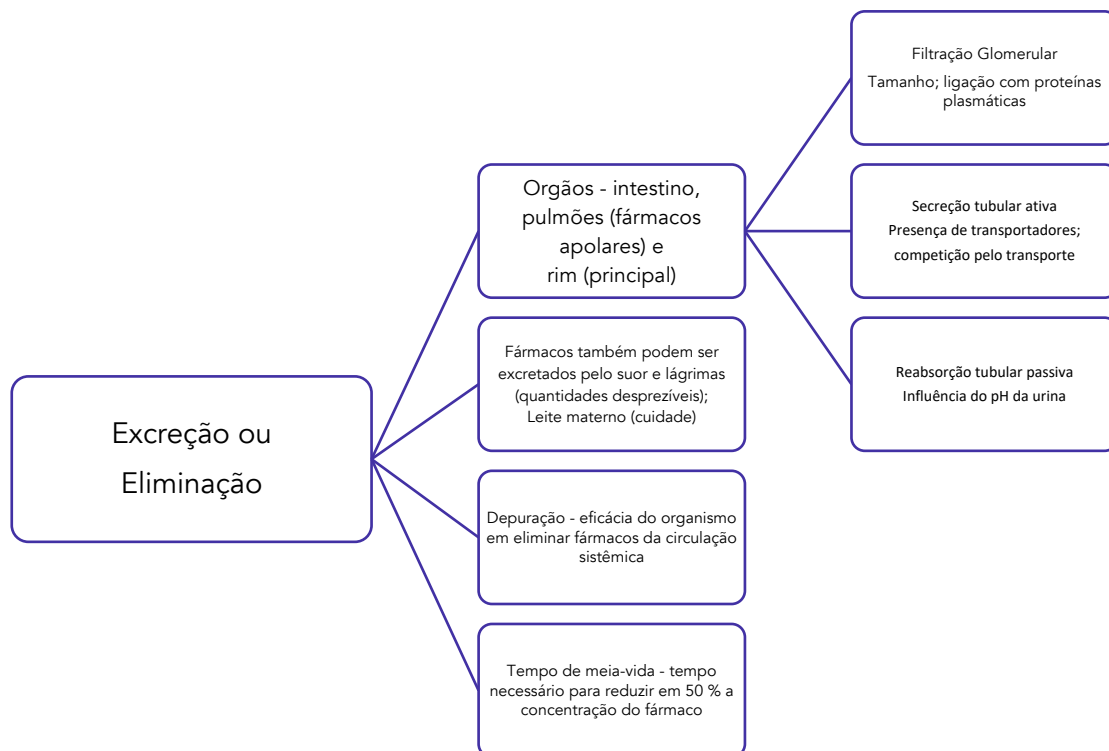 Excreção ou
Eliminação
Orgãos - intestino,
pulmões (fármacos
apolares) e
rim (principal)
Filtração Glomerular
Tamanho; ligação com proteínas
plasmáticas
Secreção tubular ativa
Presença de transportadores;
competição pelo transporte
Reabsorção tubular passiva
Influência do pH da urina
Fármacos também podem ser
excretados pelo suor e lágrimas
(quantidades desprezíveis);
Leite materno (cuidade)
Depuração - eficácia do organismo
em eliminar fármacos da circulação
sistêmica
Tempo de meia-vida - tempo
necessário para reduzir em 50 % a
concentração do fármaco